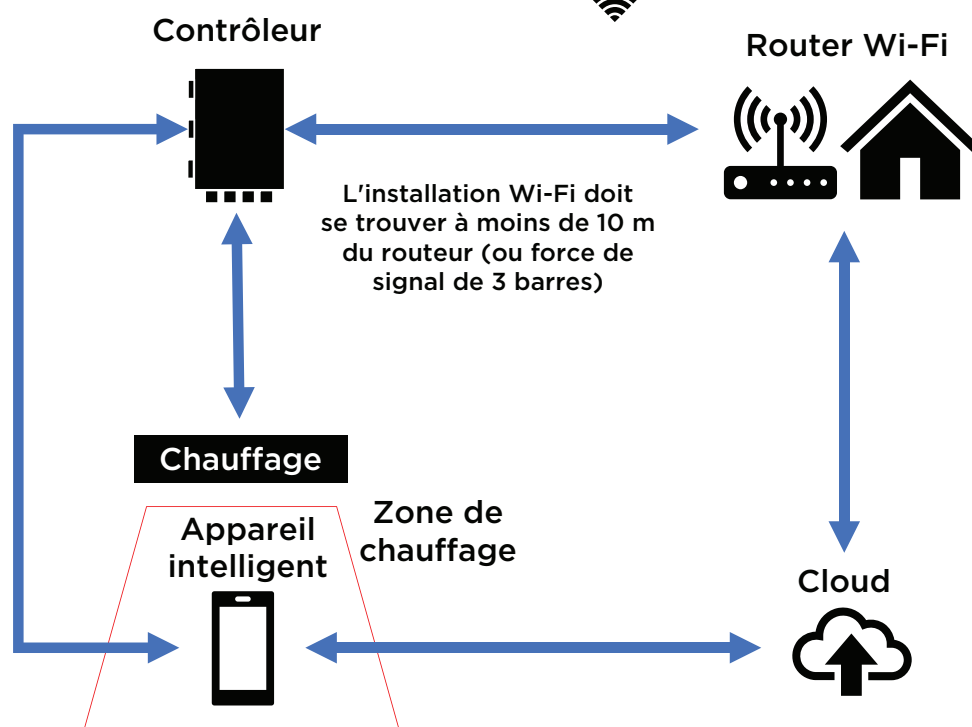 Contrôleur
Router Wi-Fi
L'installation Wi-Fi doit
se trouver à moins de 10 m
du routeur (ou force de
signal de 3 barres)
Chauffage
Zone de
chauffage
Appareil
intelligent
Cloud